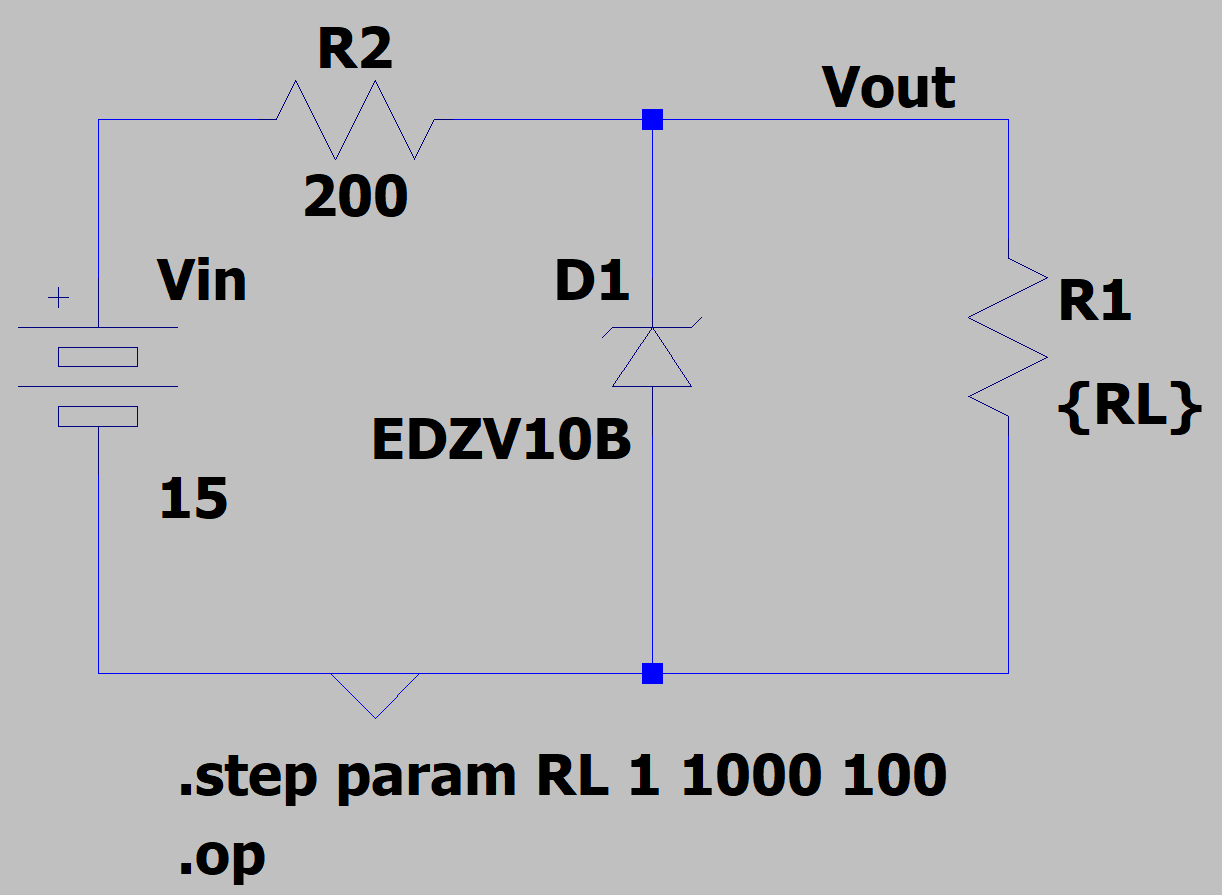 R2
Vout
200
+
Vin
D1
R1
{RL}
EDZV10B
15
.step param RL 1 1000 100
.op